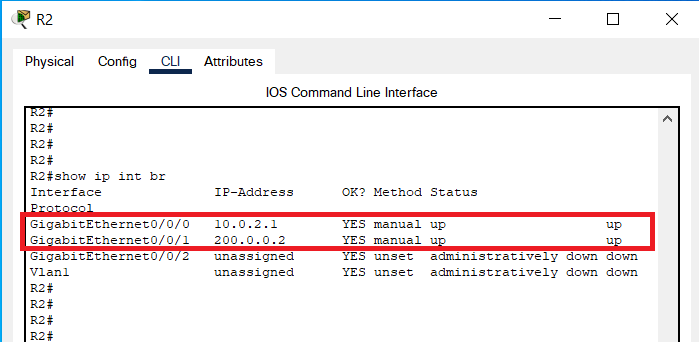 R2
Physical Config CLI Attributes
IOS Command Line Interface
R2#
R2#
R2#
R2#
R2#show ip int br
Interface IP-Address OK? Method Status
Protocol
GigabitEthernet0/0/0 10.0.2.1 YES manual up up
GigabitEthernet0/0/1 200.0.0.2 YES manual up up
GigabitEthernet0/0/2 unassigned YES unset administratively down down
Vlan1 unassigned YES unset administratively down down
R2#
R2#
R2#
R2#